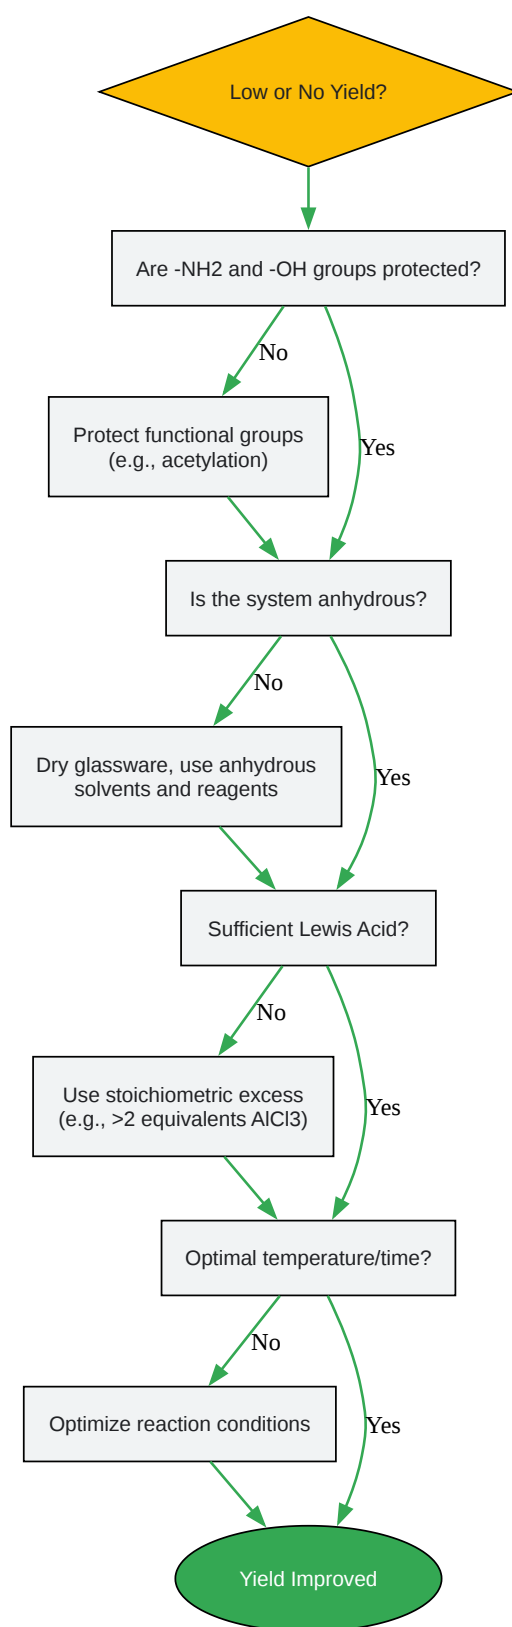 Low or No Yield?
Are -NH2 and -OH groups protected?
No
Protect functional groups
(e.g., acetylation)
Yes
Is the system anhydrous?
No
Dry glassware, use anhydrous
solvents and reagents
Yes
Sufficient Lewis Acid?
No
Use stoichiometric excess
(e.g., >2 equivalents AlCl3)
Yes
Optimal temperature/time?
No
Optimize reaction conditions
Yes
Yield Improved